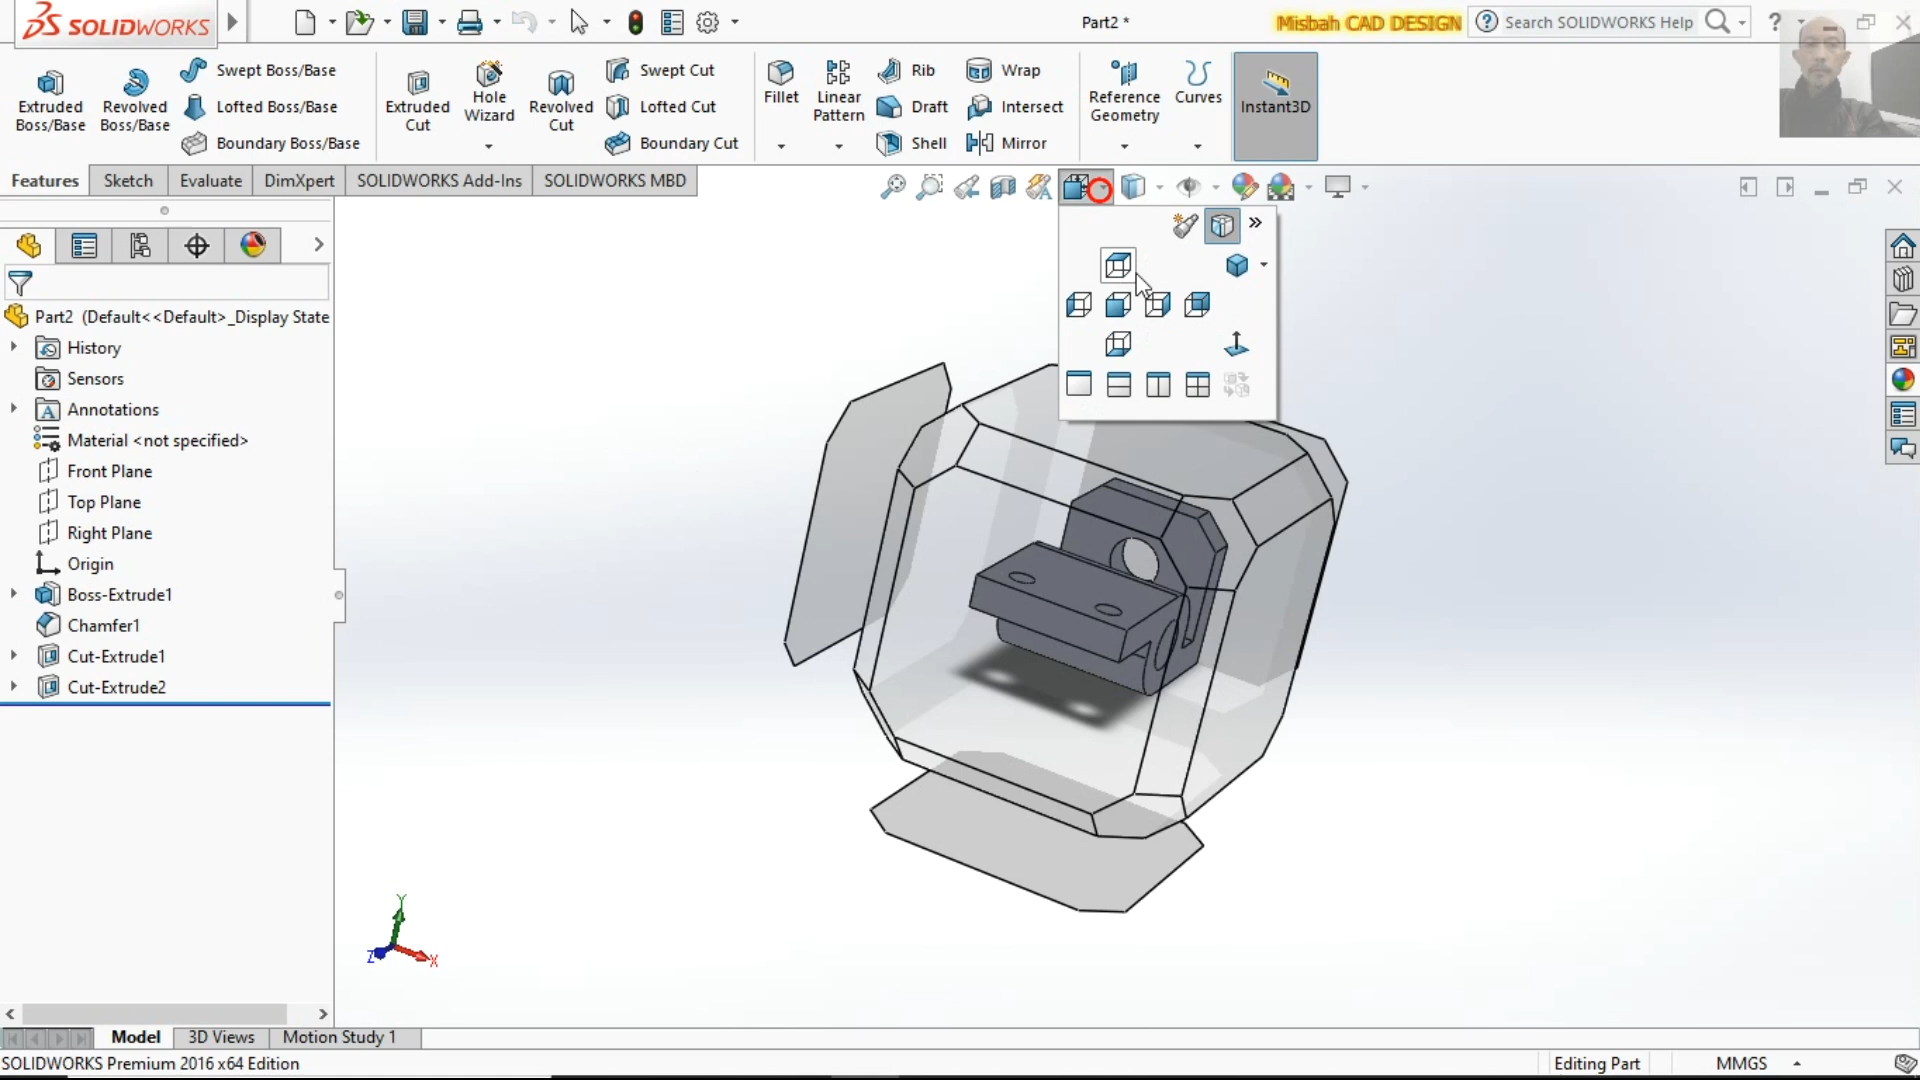 SOLIDWORKS
Part2 *
Misbah CAD DESIGN
Search SOLIDWORKS Help
?
Extruded Boss/Base
Revolved Boss/Base
Swept Boss/Base
Lofted Boss/Base
Boundary Boss/Base
Extruded Cut
Hole Wizard
Revolved Cut
Swept Cut
Lofted Cut
Boundary Cut
Fillet
Linear Pattern
Rib
Draft
Shell
Wrap
Intersect
Mirror
Reference Geometry
Curves
Instant3D
Features
Sketch
Evaluate
DimXpert
SOLIDWORKS Add-Ins
SOLIDWORKS MBD
Part2 (Default<<Default>_Display State
History
Sensors
Annotations
Material <not specified>
Front Plane
Top Plane
Right Plane
Origin
Boss-Extrude1
Chamfer1
Cut-Extrude1
Cut-Extrude2
Y
Z
X
Model
3D Views
Motion Study 1
SOLIDWORKS Premium 2016 x64 Edition
Editing Part
MMGS